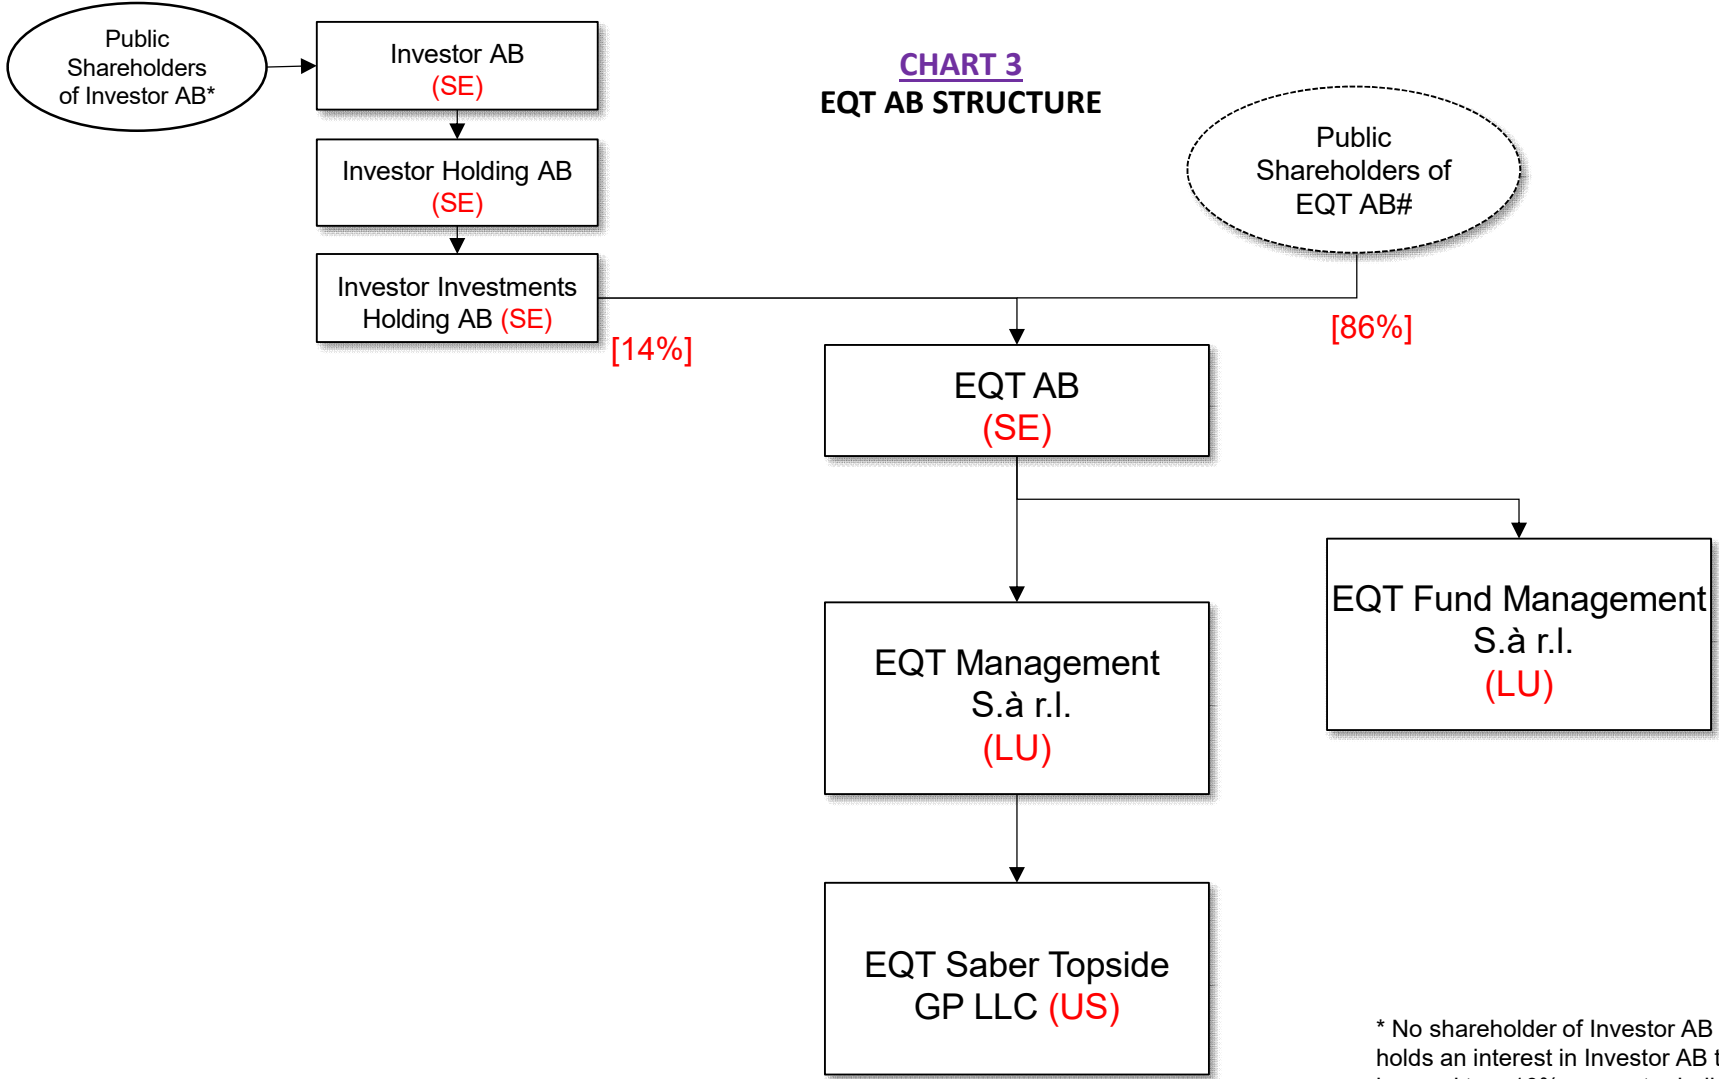 Public
Shareholders
of Investor AB*
Investor AB
(SE)
CHART 3
EQT AB STRUCTURE
Investor Holding AB
(SE)
Public
Shareholders of
EQT AB#
Investor Investments
Holding AB (SE)
[14%]
[86%]
EQT AB
(SE)
EQT Fund Management
S.à r.l.
(LU)
EQT Management
S.à r.l.
(LU)
EQT Saber Topside
GP LLC (US)
* No shareholder of Investor AB
holds an interest in Investor AB t